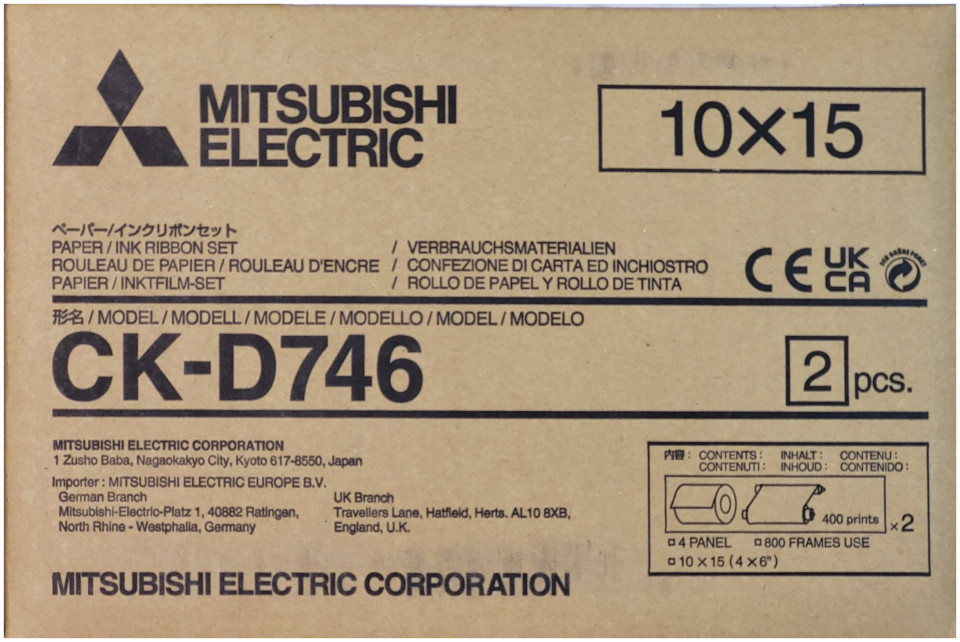 MITSUBISHI
ELECTRIC
10×15
ペーパー/インクリボンセット
PAPER / INK RIBBON SET / VERBRAUCHSMATERIALIEN
ROULEAU DE PAPIER / ROULEAU D'ENCRE / CONFEZIONE DI CARTA ED INCHIOSTRO
PAPIER / INKTFILM-SET / ROLLO DE PAPEL Y ROLLO DE TINTA
CE UK CA DER GRÜNE PUNKT
形名 / MODEL / MODELL / MODELE / MODELLO / MODEL / MODELO
CK-D746
2 pcs.
MITSUBISHI ELECTRIC CORPORATION
1 Zusho Baba, Nagaokakyo City, Kyoto 617-8550, Japan
Importer : MITSUBISHI ELECTRIC EUROPE B.V.
German Branch
Mitsubishi-Electric-Platz 1, 40882 Ratingen,
North Rhine - Westphalia, Germany
UK Branch
Travellers Lane, Hatfield, Herts. AL10 8XB,
England, U.K.
内容 : CONTENTS : INHALT : CONTENU :
CONTENUTI : INHOUD : CONTENIDO :
400 prints ×2
□ 4 PANEL □ 800 FRAMES USE
□ 10 × 15 (4 × 6")
MITSUBISHI ELECTRIC CORPORATION